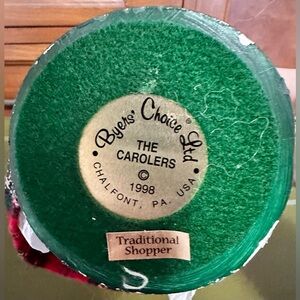 Byers' Choice Ltd
®
THE
CAROLERS
©
1998
• CHALFONT, PA. USA •
Traditional
Shopper